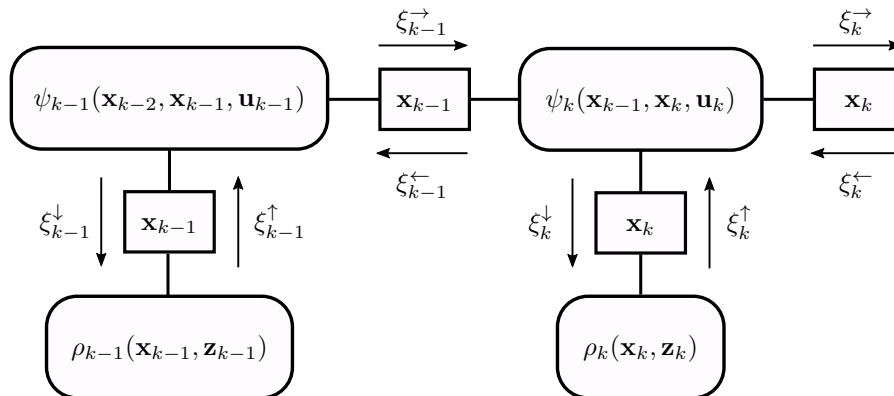 ξ→k−1 ξ→k
ψk−1(xk−2, xk−1, uk−1) xk−1 ψk(xk−1, xk, uk) xk
ξ←k−1 ξ←k
ξ↓k−1 xk−1 ξ↑k−1 ξ↓k xk ξ↑k
ρk−1(xk−1, zk−1) ρk(xk, zk)